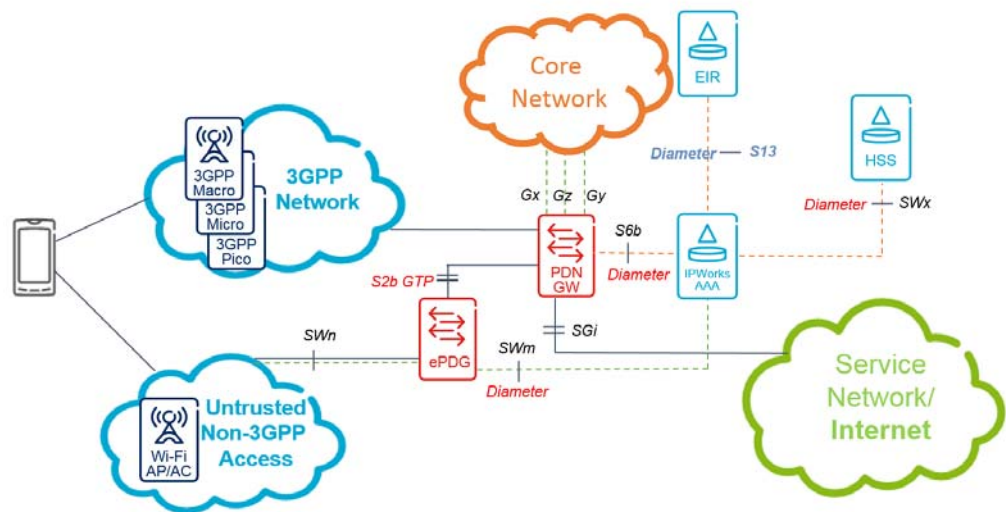 Core
Network
EIR
Diameter
S13
HSS
Diameter
SWx
3GPP
Network
3GPP
Macro
3GPP
Micro
3GPP
Pico
Gx
Gz
Gy
S6b
Diameter
PDN
GW
IPWorks
AAA
S2b GTP
SGi
SWn
ePDG
SWm
Diameter
Untrusted
Non-3GPP
Access
Wi-Fi
AP/AC
Service
Network/
Internet